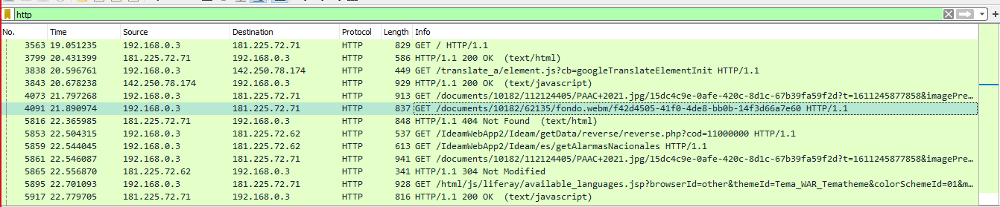 http
No. Time Source Destination Protocol Length Info
3563 19.051235 192.168.0.3 181.225.72.71 HTTP 829 GET / HTTP/1.1
3799 20.431399 181.225.72.71 192.168.0.3 HTTP 586 HTTP/1.1 200 OK (text/html)
3838 20.596761 192.168.0.3 142.250.78.174 HTTP 449 GET /translate_a/element.js?cb=googleTranslateElementInit HTTP/1.1
3843 20.678238 142.250.78.174 192.168.0.3 HTTP 929 HTTP/1.1 200 OK (text/javascript)
4073 21.797268 192.168.0.3 181.225.72.71 HTTP 913 GET /documents/10182/112124405/PAAC+2021.jpg/15dc4c9e-0afe-420c-8d1c-67b39fa59f2d?t=1611245877858&imagePre…
4091 21.890974 192.168.0.3 181.225.72.71 HTTP 837 GET /documents/10182/62135/fondo.webm/f42d4505-41f0-4de8-bb0b-14f3d66a7e60 HTTP/1.1
5816 22.365985 181.225.72.71 192.168.0.3 HTTP 848 HTTP/1.1 404 Not Found (text/html)
5853 22.504315 192.168.0.3 181.225.72.62 HTTP 537 GET /IdeamWebApp2/Ideam/getData/reverse/reverse.php?cod=11000000 HTTP/1.1
5859 22.544045 192.168.0.3 181.225.72.62 HTTP 613 GET /IdeamWebApp2/Ideam/es/getAlarmasNacionales HTTP/1.1
5861 22.546087 192.168.0.3 181.225.72.71 HTTP 941 GET /documents/10182/112124405/PAAC+2021.jpg/15dc4c9e-0afe-420c-8d1c-67b39fa59f2d?t=1611245877858&imagePre…
5865 22.556870 181.225.72.62 192.168.0.3 HTTP 341 HTTP/1.1 304 Not Modified
5895 22.701093 192.168.0.3 181.225.72.71 HTTP 928 GET /html/js/liferay/available_languages.jsp?browserId=other&themeId=Tema_WAR_Tematheme&colorSchemeId=01&m…
5917 22.779705 181.225.72.71 192.168.0.3 HTTP 816 HTTP/1.1 200 OK (text/javascript)